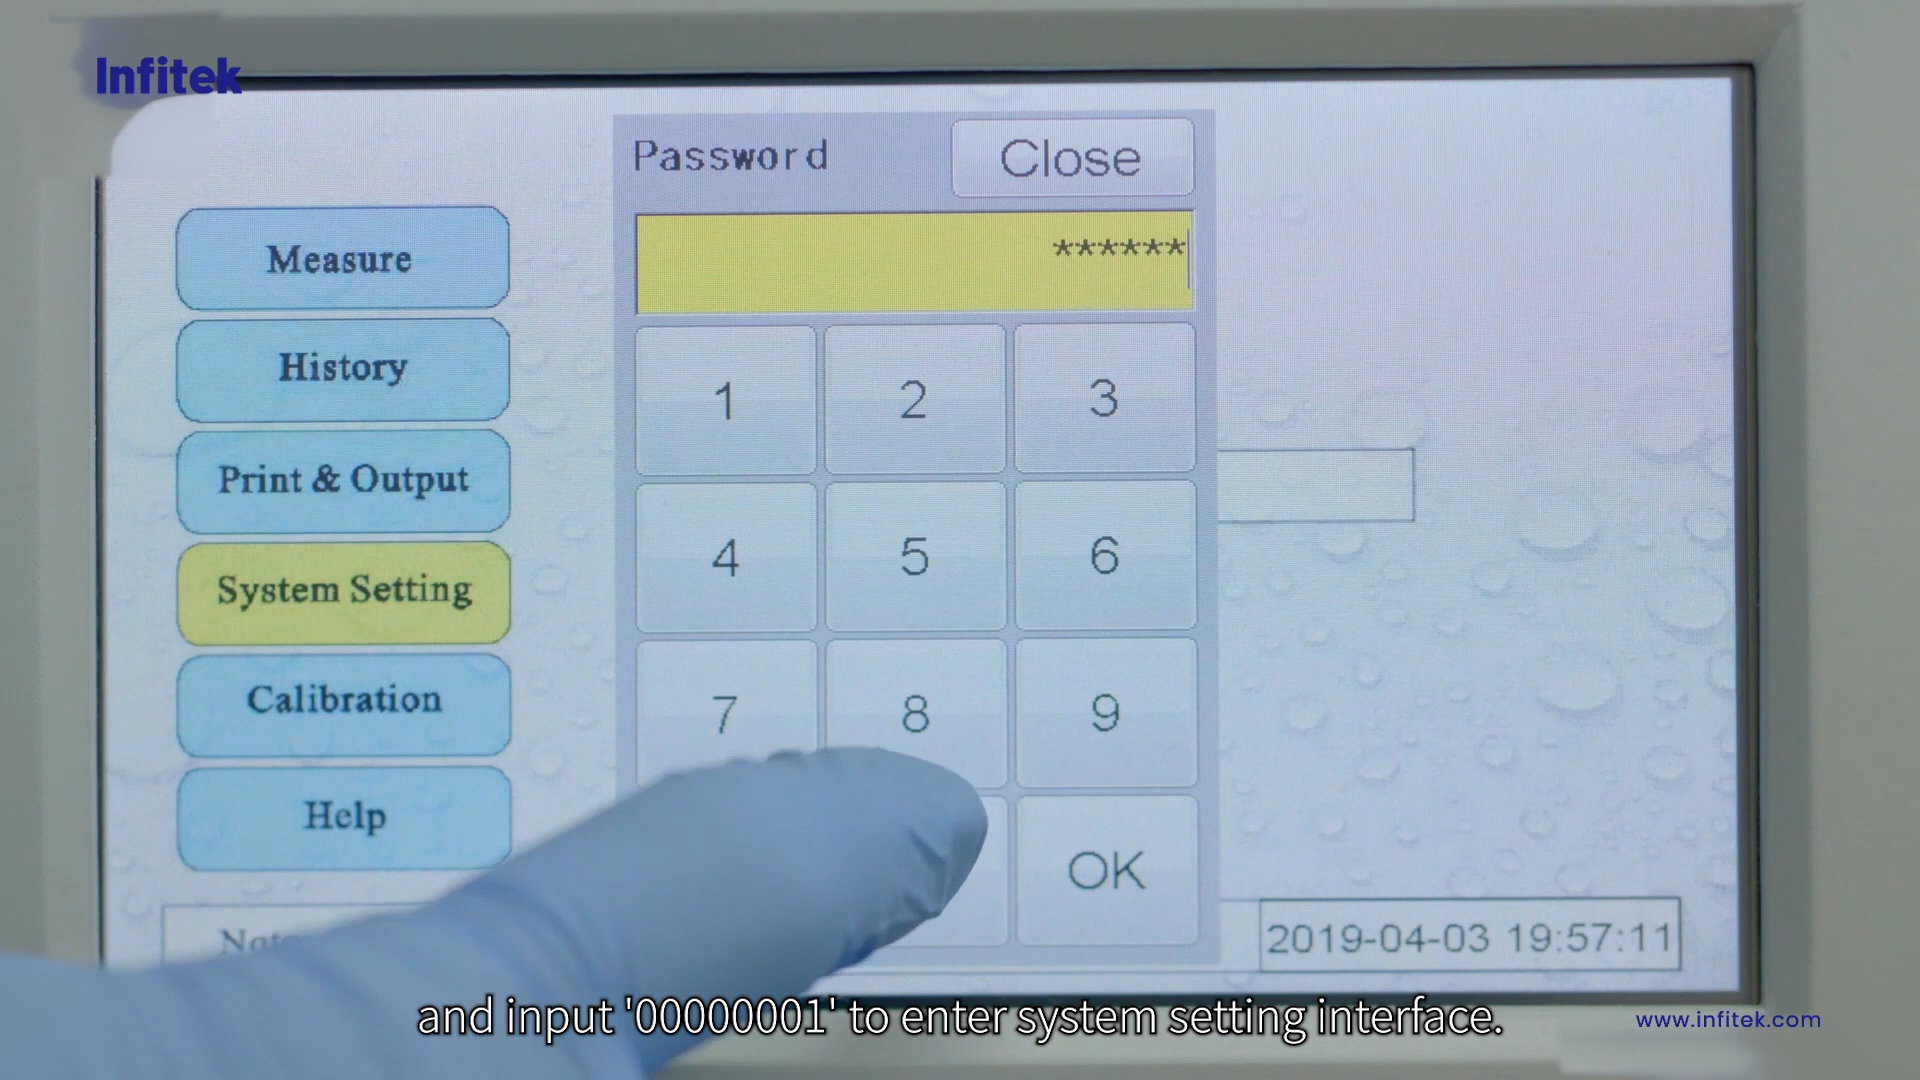 Infitek
Password
Close
******
Measure
History
Print & Output
System Setting
Calibration
Help
1
2
3
4
5
6
7
8
9
OK
2019-04-03 19:57:11
and input '00000001' to enter system setting interface.
www.infitek.com